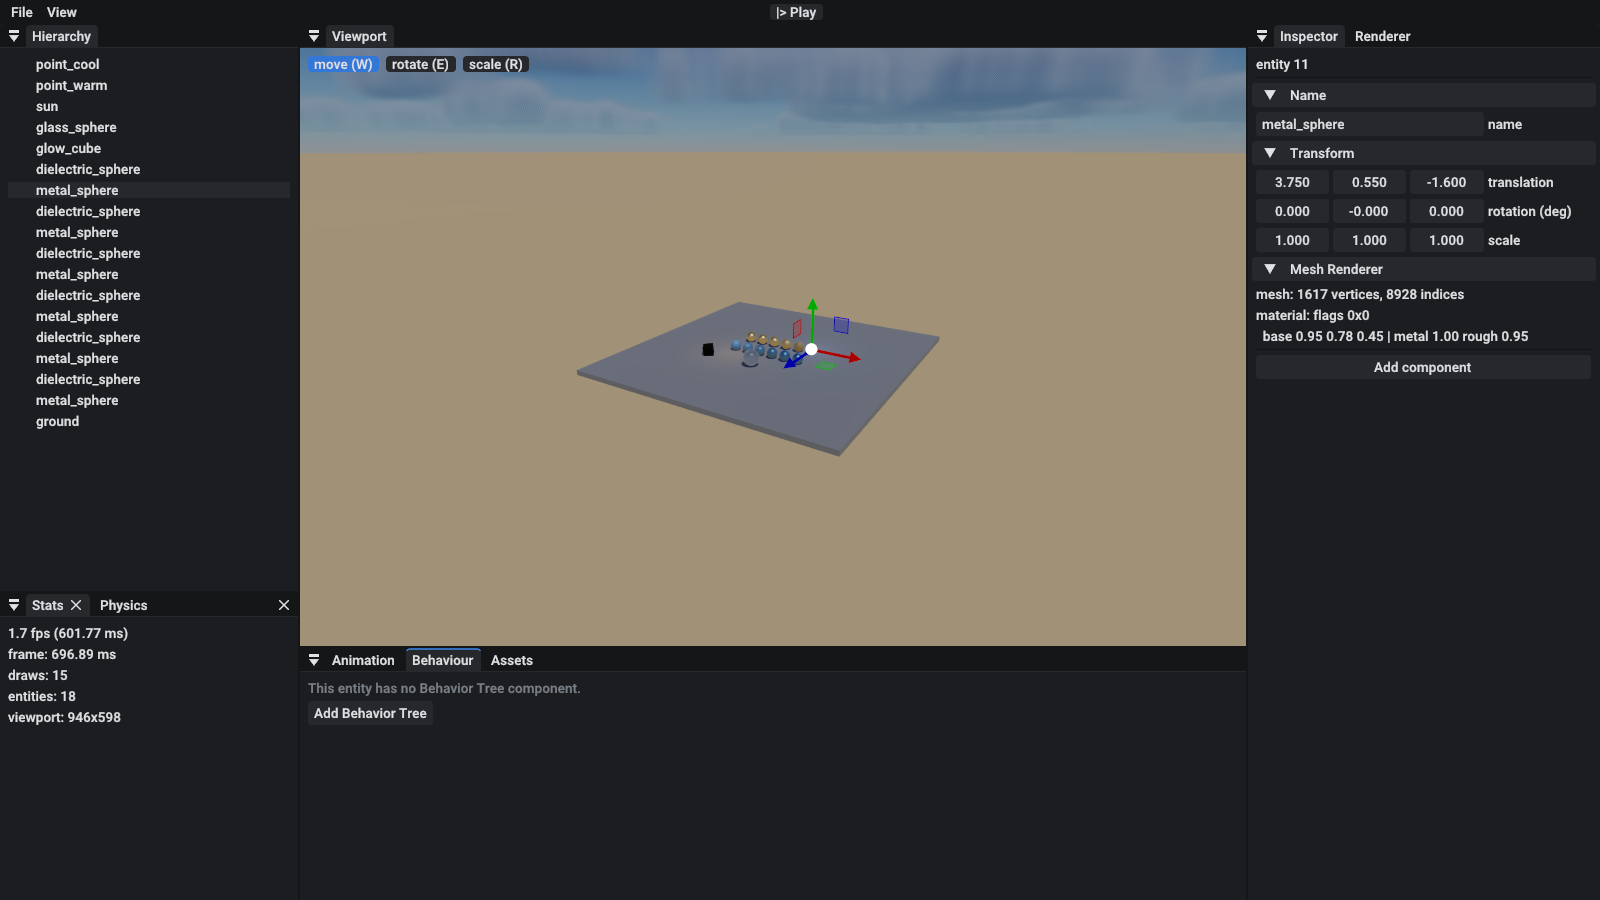 File View |> Play
Hierarchy
point_cool
point_warm
sun
glass_sphere
glow_cube
dielectric_sphere
metal_sphere
dielectric_sphere
metal_sphere
dielectric_sphere
metal_sphere
dielectric_sphere
metal_sphere
dielectric_sphere
metal_sphere
dielectric_sphere
metal_sphere
ground
Stats Physics
1.7 fps (601.77 ms)
frame: 696.89 ms
draws: 15
entities: 18
viewport: 946x598
Viewport
move (W) rotate (E) scale (R)
Animation Behaviour Assets
This entity has no Behavior Tree component.
Add Behavior Tree
Inspector Renderer
entity 11
Name
metal_sphere name
Transform
3.750 0.550 -1.600 translation
0.000 -0.000 0.000 rotation (deg)
1.000 1.000 1.000 scale
Mesh Renderer
mesh: 1617 vertices, 8928 indices
material: flags 0x0
base 0.95 0.78 0.45 | metal 1.00 rough 0.95
Add component